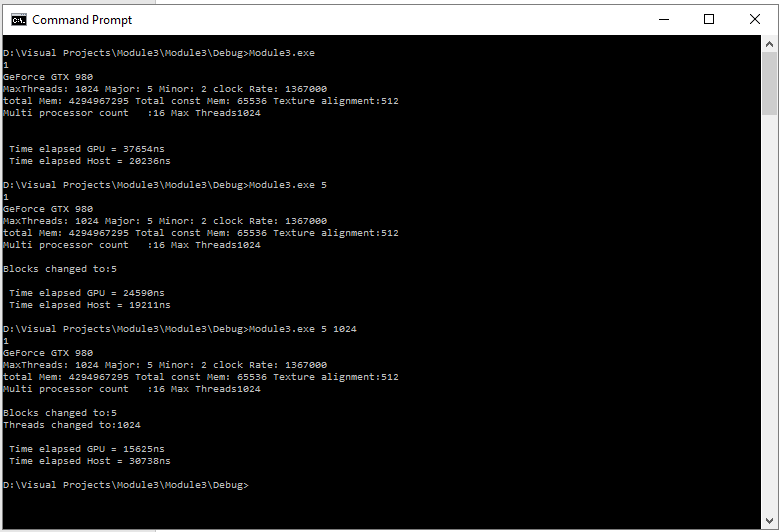 Command Prompt
D:\Visual Projects\Module3\Module3\Debug>Module3.exe
1
GeForce GTX 980
MaxThreads: 1024 Major: 5 Minor: 2 clock Rate: 1367000
total Mem: 4294967295 Total const Mem: 65536 Texture alignment:512
Multi processor count   :16 Max Threads1024
Time elapsed GPU = 37654ns
Time elapsed Host = 20236ns
D:\Visual Projects\Module3\Module3\Debug>Module3.exe 5
1
GeForce GTX 980
MaxThreads: 1024 Major: 5 Minor: 2 clock Rate: 1367000
total Mem: 4294967295 Total const Mem: 65536 Texture alignment:512
Multi processor count   :16 Max Threads1024
Blocks changed to:5
Time elapsed GPU = 24590ns
Time elapsed Host = 19211ns
D:\Visual Projects\Module3\Module3\Debug>Module3.exe 5 1024
1
GeForce GTX 980
MaxThreads: 1024 Major: 5 Minor: 2 clock Rate: 1367000
total Mem: 4294967295 Total const Mem: 65536 Texture alignment:512
Multi processor count   :16 Max Threads1024
Blocks changed to:5
Threads changed to:1024
Time elapsed GPU = 15625ns
Time elapsed Host = 30738ns
D:\Visual Projects\Module3\Module3\Debug>